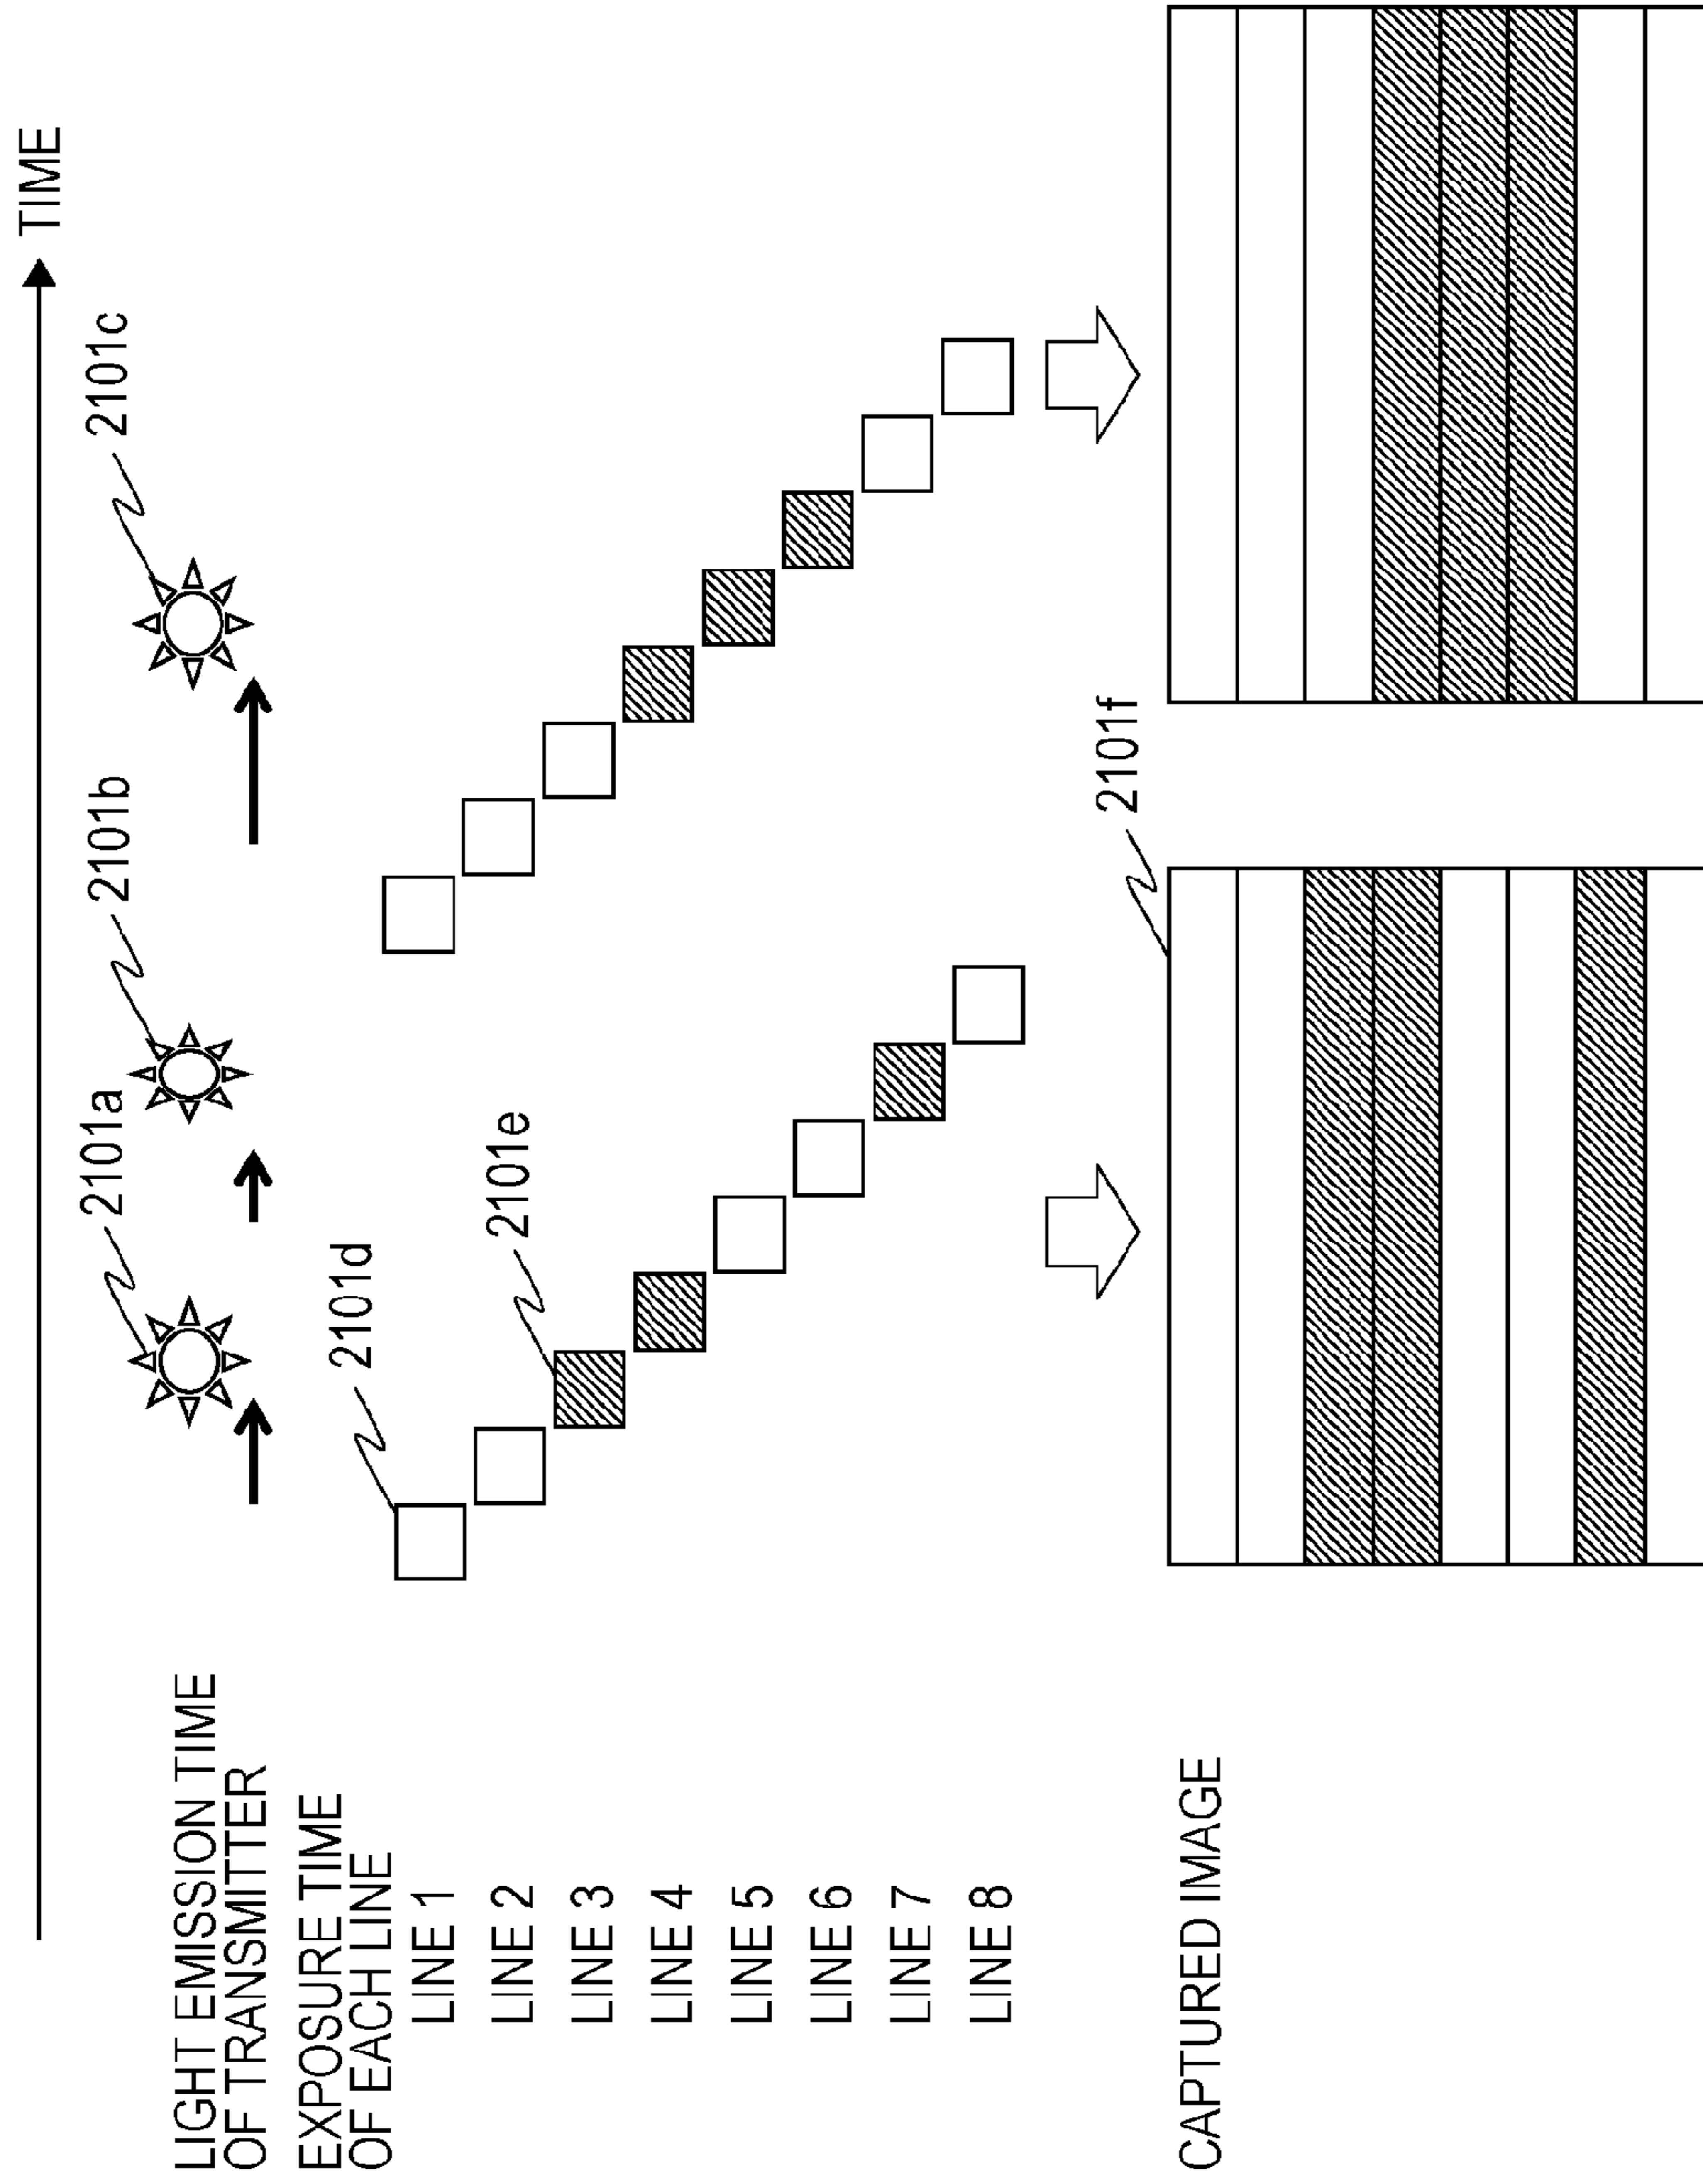 TIME
2101a
2101b
2101c
LIGHT EMISSION TIME
OF TRANSMITTER
EXPOSURE TIME
OF EACH LINE
2101d
LINE 1
LINE 2
2101e
LINE 3
LINE 4
LINE 5
LINE 6
LINE 7
LINE 8
2101f
CAPTURED IMAGE